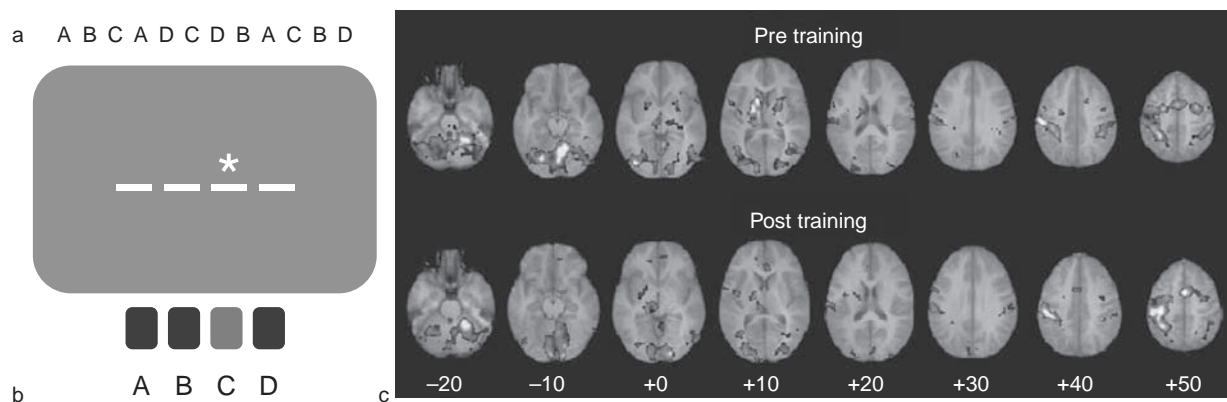 a A B C A D C D B A C B D
*
A B C D
b
Pre training
Post training
–20 –10 +0 +10 +20 +30 +40 +50
c